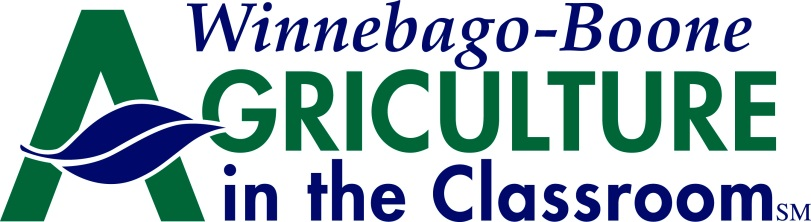 Winnebago-Boone
AGRICULTURE
in the Classroom SM